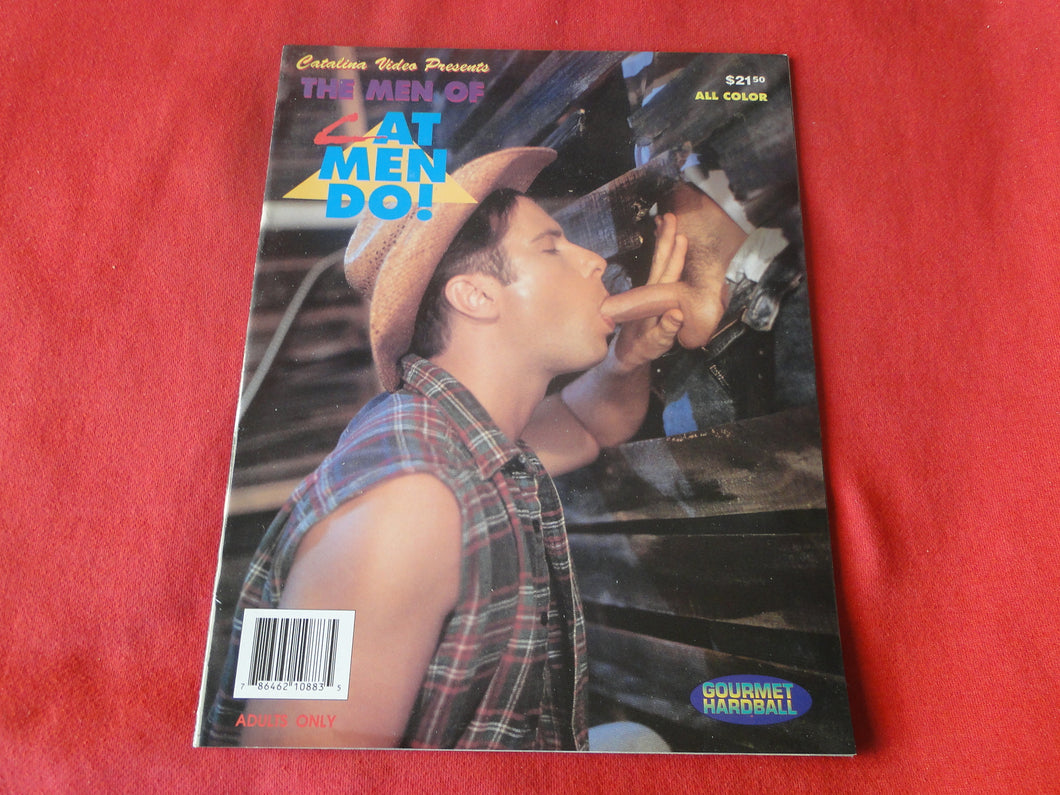 Catalina Video Presents
THE MEN OF
CAT
MEN
DO!
$21.50
ALL COLOR
7 86462 10883 5
ADULTS ONLY
GOURMET
HARDBALL